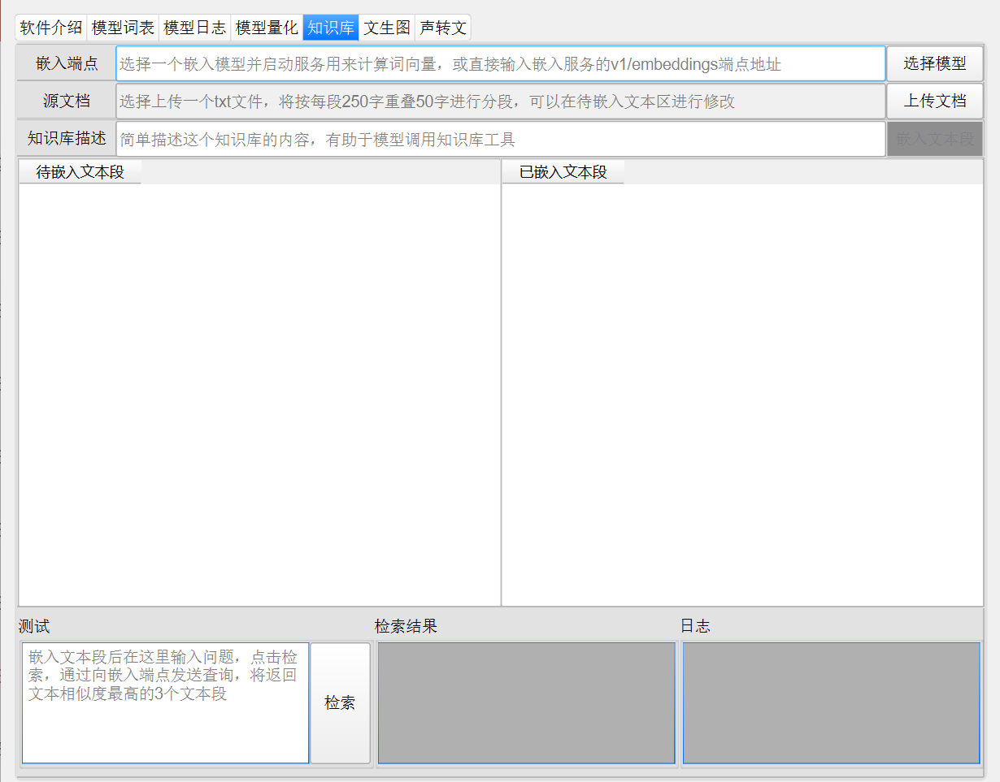 软件介绍 模型词表 模型日志 模型量化 知识库 文生图 声转文
嵌入端点 选择一个嵌入模型并启动服务用来计算词向量，或直接输入嵌入服务的v1/embeddings端点地址 选择模型
源文档 选择上传一个txt文件，将按每段250字重叠50字进行分段，可以在待嵌入文本区进行修改 上传文档
知识库描述 简单描述这个知识库的内容，有助于模型调用知识库工具 嵌入文本段
待嵌入文本段 已嵌入文本段
测试 检索结果 日志
嵌入文本段后在这里输入问题，点击检
索，通过向嵌入端点发送查询，将返回
文本相似度最高的3个文本段
检索